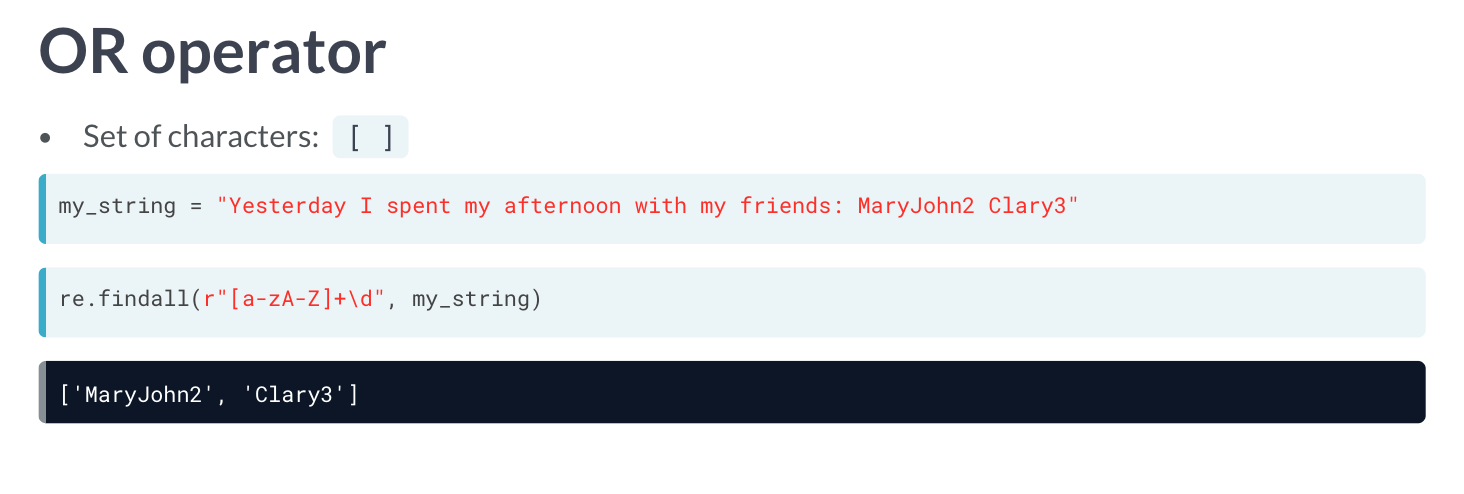 OR operator
• Set of characters: [ ]
my_string = "Yesterday I spent my afternoon with my friends: MaryJohn2 Clary3"
re.findall(r"[a-zA-Z]+\d", my_string)
['MaryJohn2', 'Clary3']